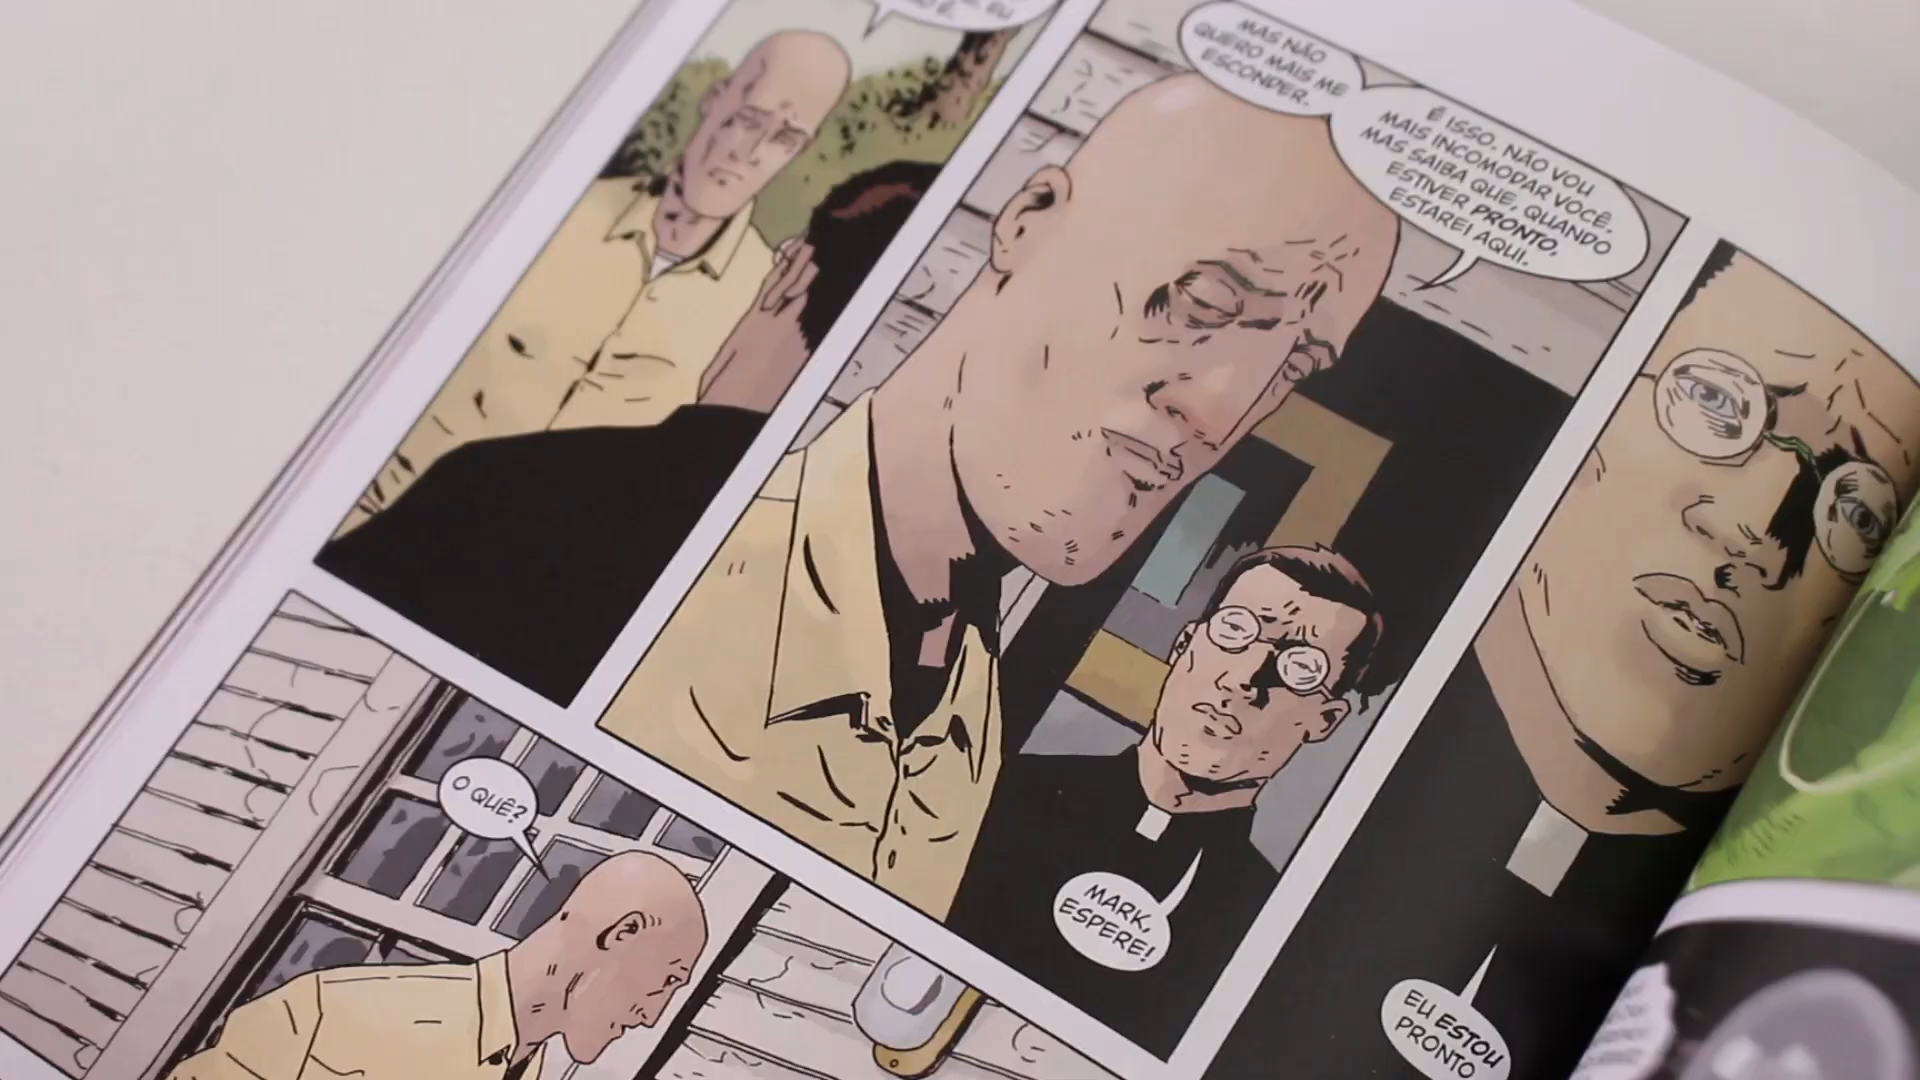 EU
É.
MAS NÃO
QUERO MAIS ME
ESCONDER.
É ISSO. NÃO VOU
MAIS INCOMODAR VOCÊ.
MAS SAIBA QUE, QUANDO
ESTIVER PRONTO,
ESTAREI AQUI.
MARK,
ESPERE!
EU ESTOU
PRONTO
O QUÊ?